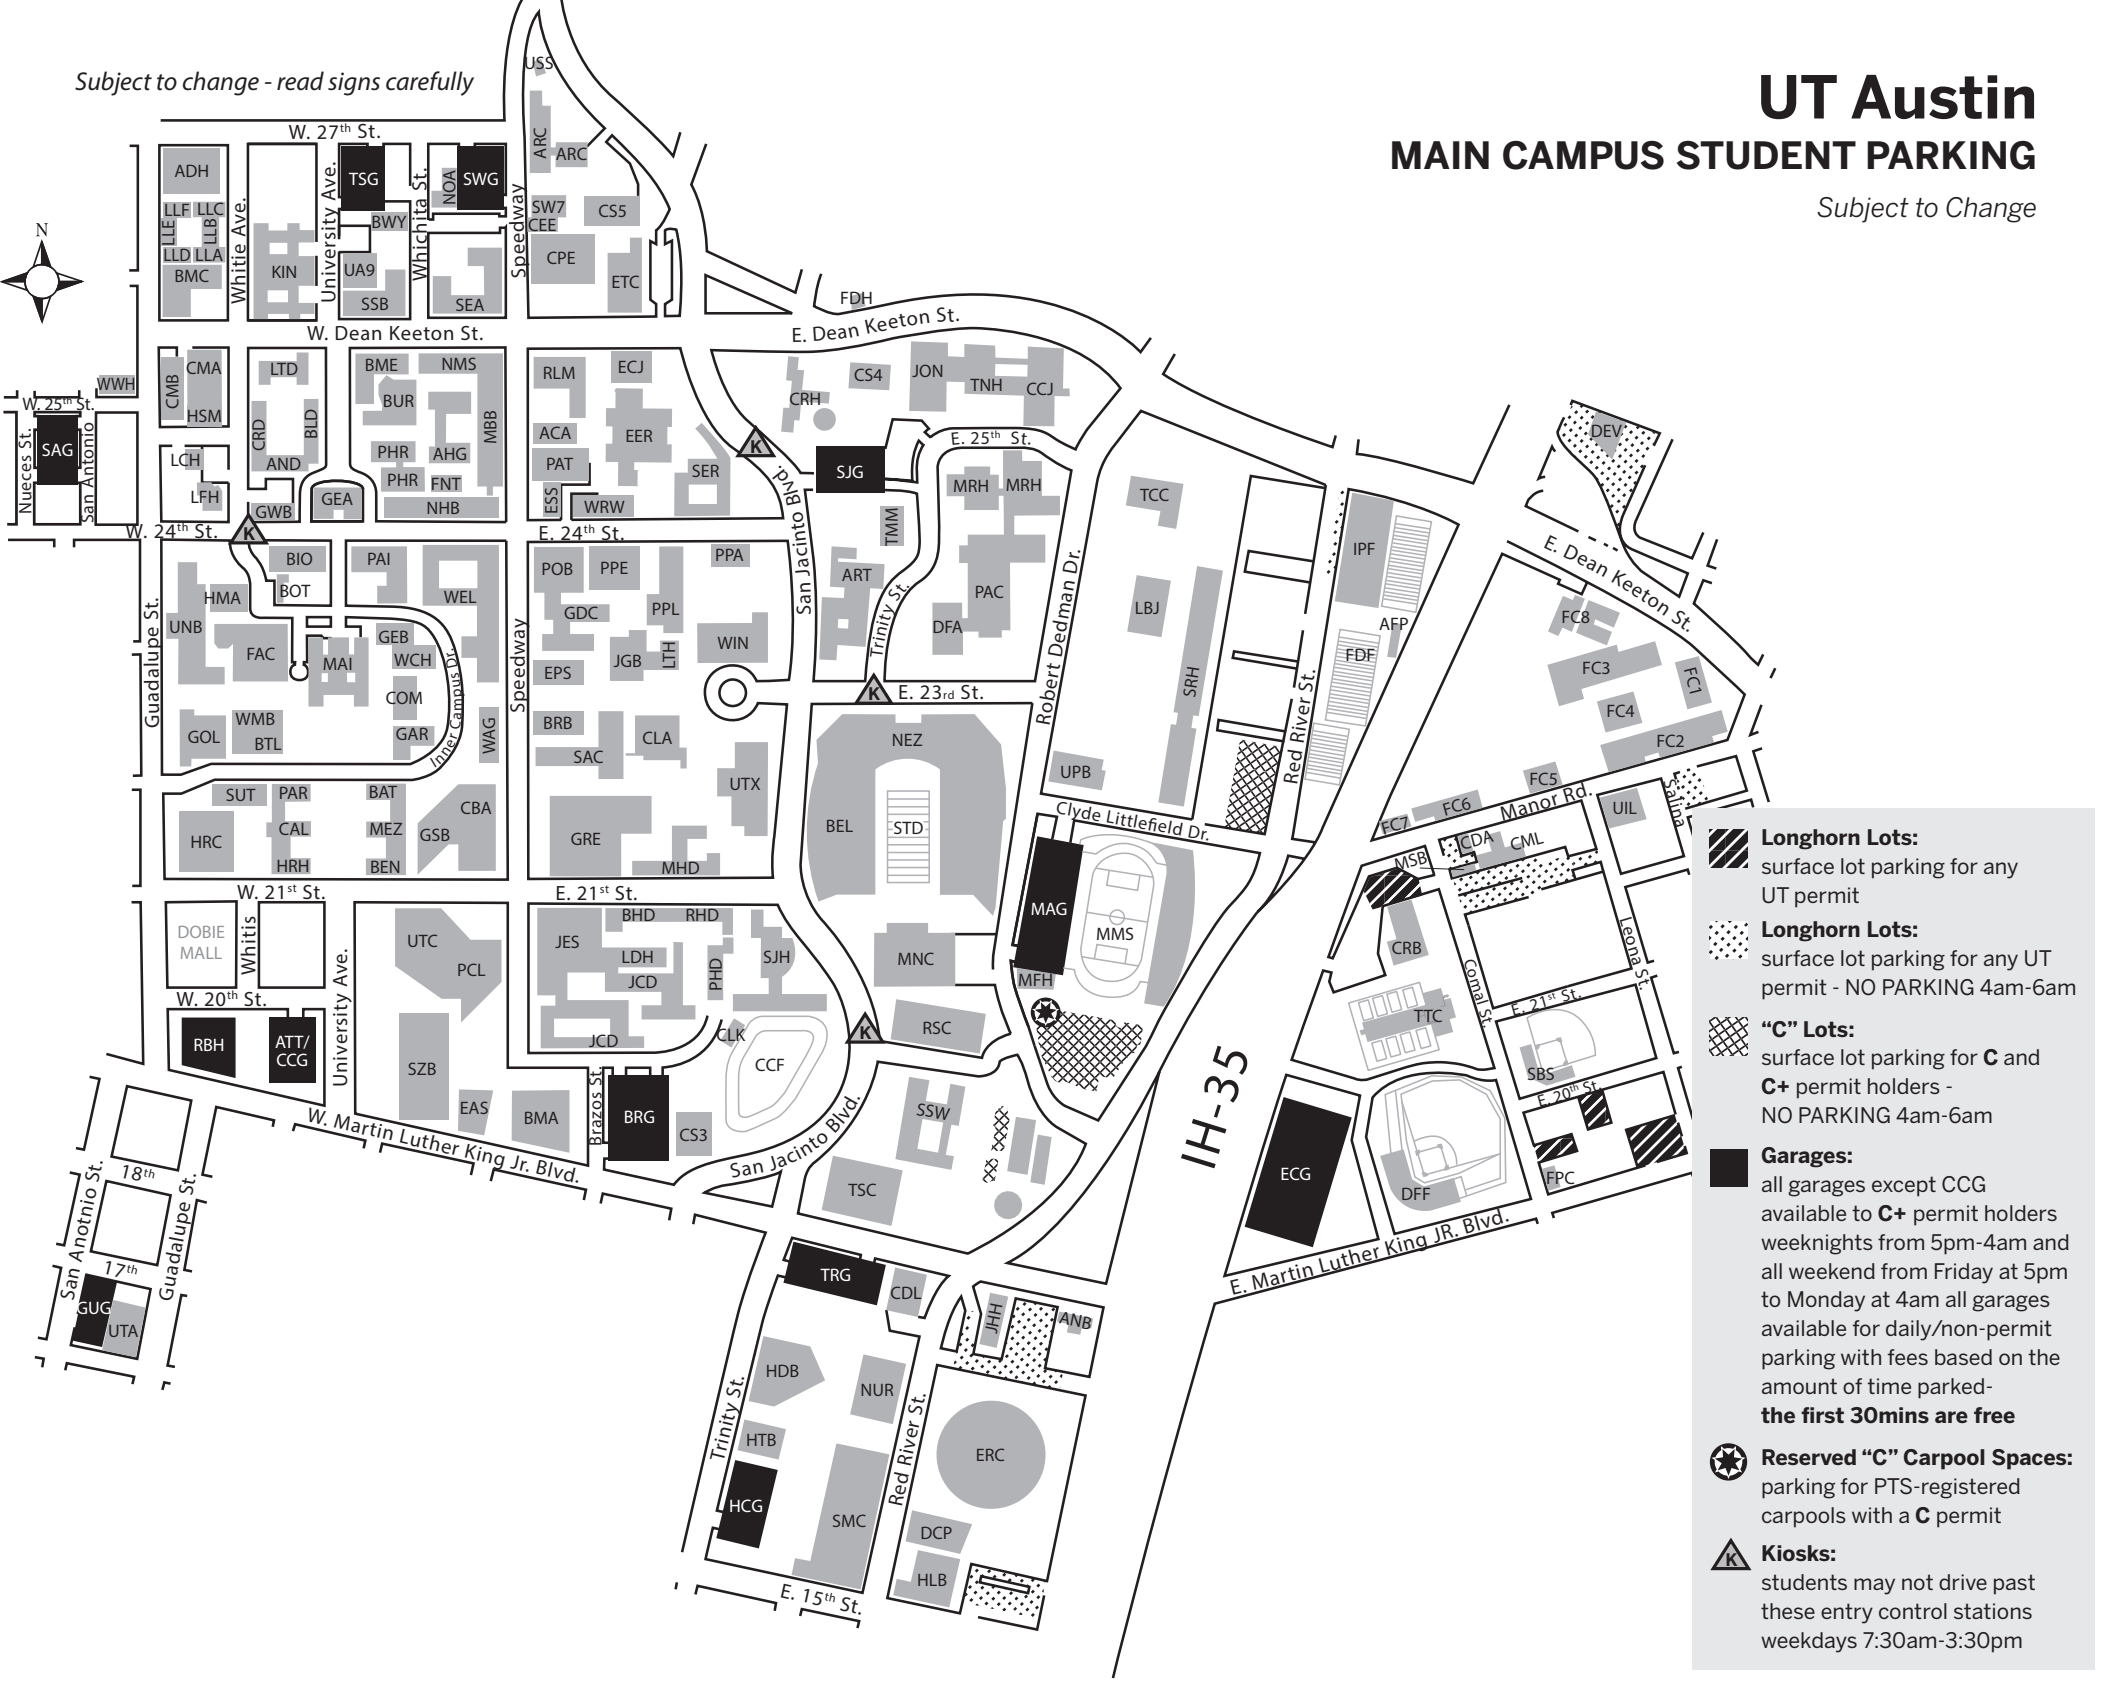 Subject to change - read signs carefully
UT Austin
MAIN CAMPUS STUDENT PARKING
Subject to Change
N
USS
W. 27th St.
ARC
ARC
ADH
TSG
NOA
SWG
LLF LLC
LLE
LLB
LLD LLA
BMC
Whitie Ave.
KIN
University Ave.
BWY
UA9
SSB
Whichita St.
SEA
Speedway
SW7
CEE
CS5
CPE
ETC
FDH
W. Dean Keeton St.
E. Dean Keeton St.
WWH
W. 25th St.
Nueces St.
SAG
San Antonio
CMB
CMA
HSM
LCH
LFH
LTD
CRD
BLD
AND
GWB
GEA
BME
NMS
BUR
MBB
PHR
AHG
PHR
FNT
NHB
RLM
ECJ
ACA
EER
PAT
ESS
WRW
SER
K
San Jacinto Blvd.
CRH
CS4
JON
TNH
CCJ
SJG
E. 25th St.
MRH
MRH
TMM
TCC
DEV
W. 24th St.
K
E. 24th St.
BIO
BOT
PAI
WEL
HMA
UNB
FAC
MAI
GEB
WCH
COM
GAR
Inner Campus Dr.
WAG
GOL
WMB
BTL
Guadalupe St.
Speedway
POB
PPE
PPA
GDC
PPL
JGB
LTH
WIN
EPS
BRB
SAC
CLA
UTX
GRE
MHD
San Jacinto Blvd.
ART
Trinity St.
PAC
DFA
K
E. 23rd St.
Robert Dedman Dr.
LBJ
SRH
UPB
Red River St.
IPF
AFP
FDF
E. Dean Keeton St.
FC8
FC3
FC1
FC4
FC2
FC5
FC6
FC7
Manor Rd.
UIL
Salina
CDA
CML
MSB
NEZ
BEL
STD
Clyde Littlefield Dr.
MAG
MMS
MFH
MNC
RSC
SUT
PAR
BAT
CBA
HRC
CAL
MEZ
GSB
HRH
BEN
W. 21st St.
E. 21st St.
DOBIE
MALL
Whitis
W. 20th St.
RBH
ATT/
CCG
University Ave.
UTC
PCL
SZB
EAS
BMA
JES
BHD
RHD
LDH
JCD
PHD
SJH
JCD
CLK
CCF
K
Brazos St.
BRG
CS3
W. Martin Luther King Jr. Blvd.
San Jacinto Blvd.
SSW
TSC
IH-35
CRB
TTC
Comal St.
Leona St.
E. 21st St.
SBS
E. 20th St.
ECG
DFF
FPC
E. Martin Luther King JR. Blvd.
18th
17th
San Anotnio St.
Guadalupe St.
GUG
UTA
TRG
CDL
JHH
ANB
HDB
NUR
Trinity St.
HTB
HCG
SMC
Red River St.
ERC
DCP
HLB
E. 15th St.
Longhorn Lots:
surface lot parking for any
UT permit
Longhorn Lots:
surface lot parking for any UT
permit - NO PARKING 4am-6am
“C” Lots:
surface lot parking for C and
C+ permit holders -
NO PARKING 4am-6am
Garages:
all garages except CCG
available to C+ permit holders
weeknights from 5pm-4am and
all weekend from Friday at 5pm
to Monday at 4am all garages
available for daily/non-permit
parking with fees based on the
amount of time parked-
the first 30mins are free
Reserved “C” Carpool Spaces:
parking for PTS-registered
carpools with a C permit
K
Kiosks:
students may not drive past
these entry control stations
weekdays 7:30am-3:30pm